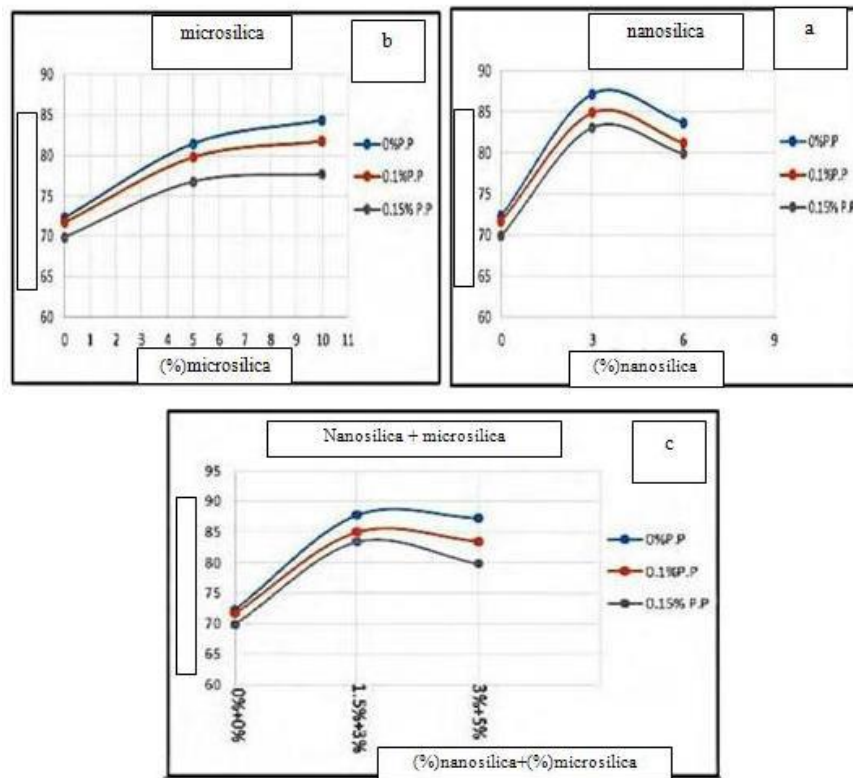 microsilica
b
90
85
80
75
70
65
60
0 1 2 3 4 5 6 7 8 9 10 11
0%P.P
0.1%P.P
0.15% P.P
(%)microsilica
nanosilica
a
90
85
80
75
70
65
60
0 3 6 9
0%P.P
0.1%P.P
0.15% P.P
(%)nanosilica
Nanosilica + microsilica
c
95
90
85
80
75
70
65
60
0%+0%
1.5%+3%
3%+5%
0%P.P
0.1%P.P
0.15% P.P
(%)nanosilica+(%)microsilica